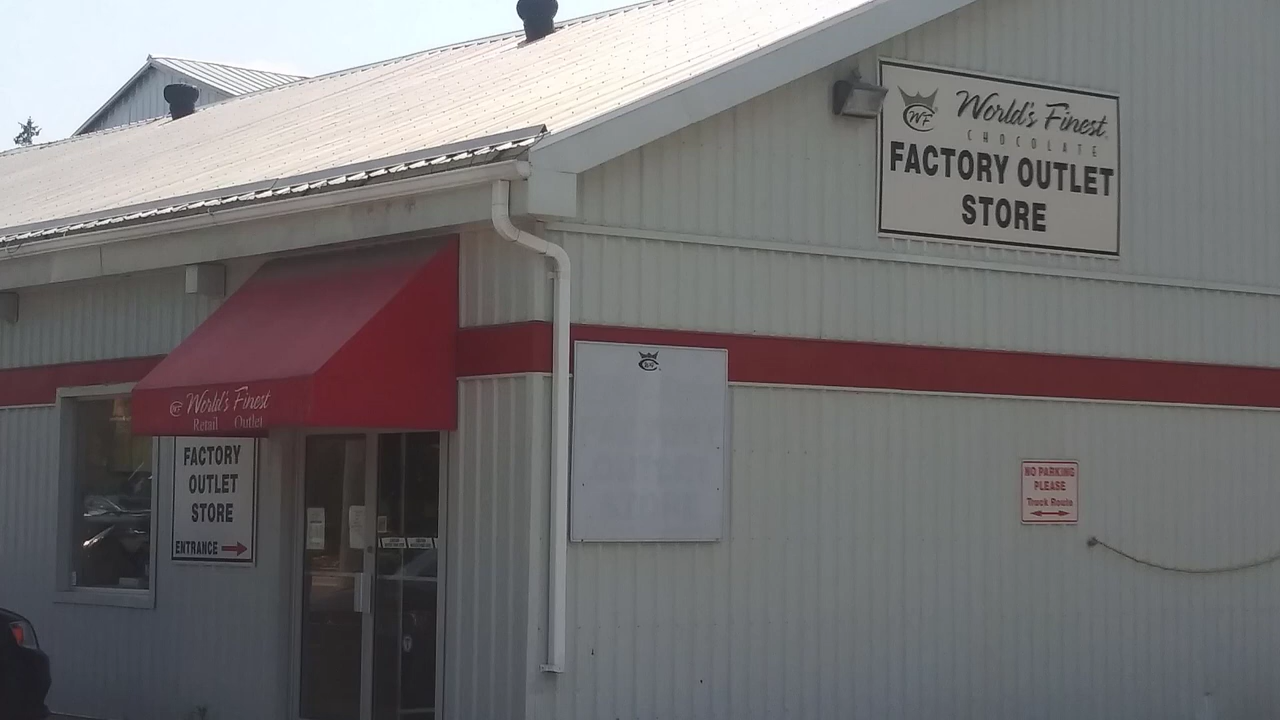 WF World's Finest
CHOCOLATE
FACTORY OUTLET
STORE
World's Finest
Retail Outlet
FACTORY
OUTLET
STORE
ENTRANCE
NO PARKING
PLEASE
Truck Route